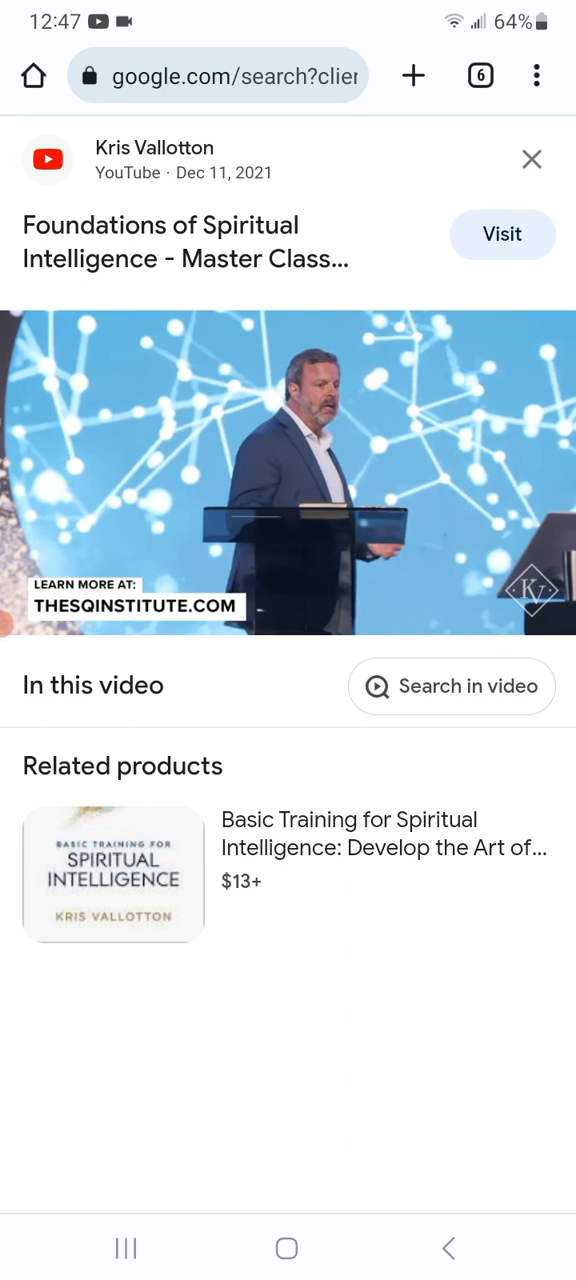 12:47
64%
google.com/search?clier
6
Kris Vallotton
YouTube · Dec 11, 2021
Foundations of Spiritual
Intelligence - Master Class...
Visit
LEARN MORE AT:
THESQINSTITUTE.COM
KV
In this video
Search in video
Related products
BASIC TRAINING FOR
SPIRITUAL
INTELLIGENCE
KRIS VALLOTTON
Basic Training for Spiritual
Intelligence: Develop the Art of...
$13+